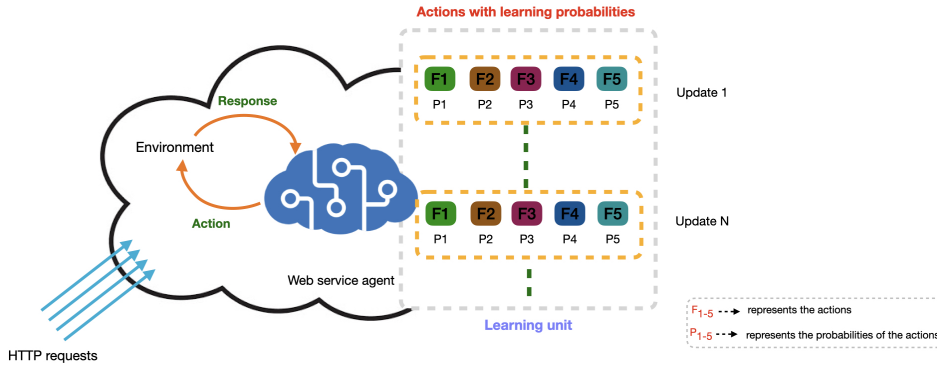 Actions with learning probabilities
F1 F2 F3 F4 F5
P1 P2 P3 P4 P5
Update 1
Response
Environment
Action
F1 F2 F3 F4 F5
P1 P2 P3 P4 P5
Update N
Web service agent
Learning unit
HTTP requests
F1-5 represents the actions
P1-5 represents the probabilities of the actions